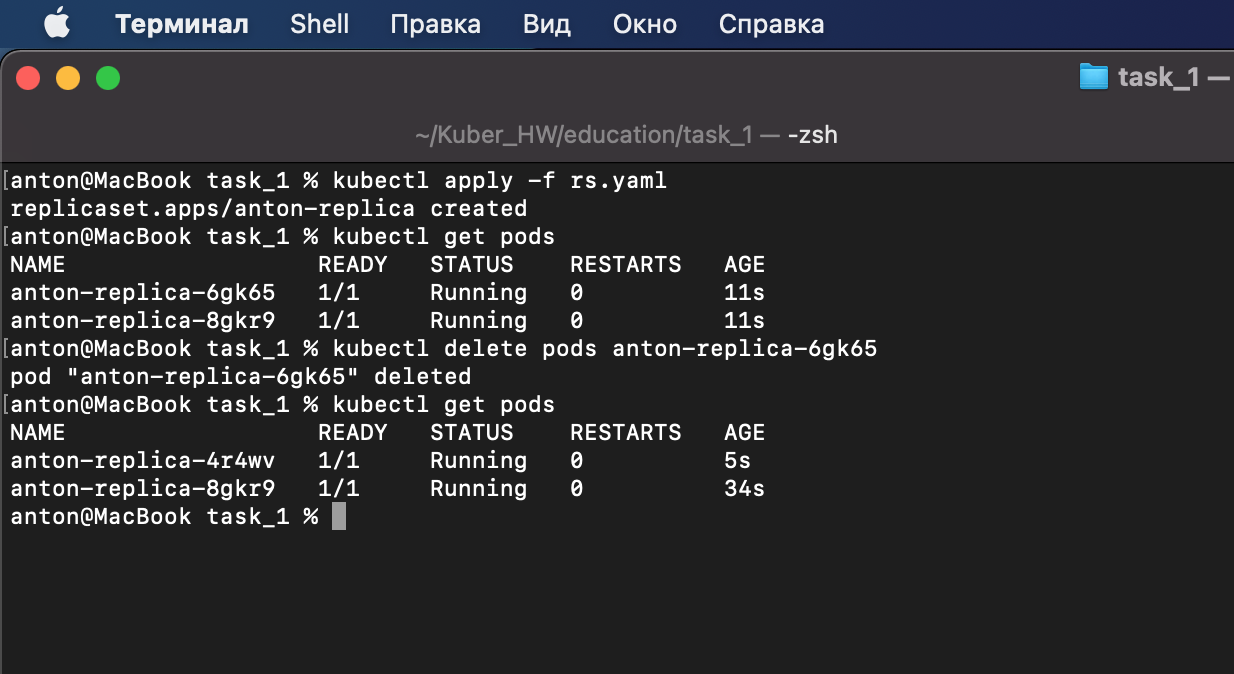 Терминал Shell Правка Вид Окно Справка
task_1 —
~/Kuber_HW/education/task_1 — -zsh
[anton@MacBook task_1 % kubectl apply -f rs.yaml
replicaset.apps/anton-replica created
[anton@MacBook task_1 % kubectl get pods
NAME READY STATUS RESTARTS AGE
anton-replica-6gk65 1/1 Running 0 11s
anton-replica-8gkr9 1/1 Running 0 11s
[anton@MacBook task_1 % kubectl delete pods anton-replica-6gk65
pod "anton-replica-6gk65" deleted
[anton@MacBook task_1 % kubectl get pods
NAME READY STATUS RESTARTS AGE
anton-replica-4r4wv 1/1 Running 0 5s
anton-replica-8gkr9 1/1 Running 0 34s
anton@MacBook task_1 %